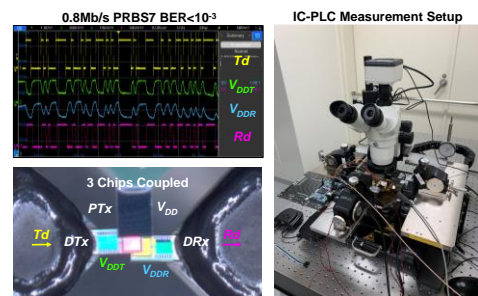 0.8Mb/s PRBS7 BER<10-3
Td
VDDT
VDDR
Rd
IC-PLC Measurement Setup
3 Chips Coupled
PTx
VDD
Td
DTx
DRx
Rd
VDDT
VDDR